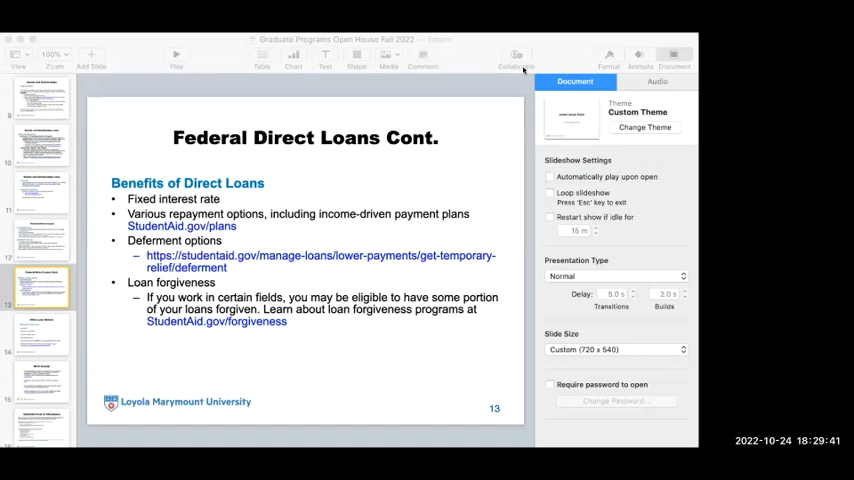 Graduate Programs Open House Fall 2022 — Edited
100%
View Zoom Add Slide Play Table Chart Text Shape Media Comment Collaborate Format Animate Document
9
10
11
12
13
14
15
Federal Direct Loans Cont.
Benefits of Direct Loans
• Fixed interest rate
• Various repayment options, including income-driven payment plans
StudentAid.gov/plans
• Deferment options
– https://studentaid.gov/manage-loans/lower-payments/get-temporary-
relief/deferment
• Loan forgiveness
– If you work in certain fields, you may be eligible to have some portion
of your loans forgiven. Learn about loan forgiveness programs at
StudentAid.gov/forgiveness
Loyola Marymount University
13
Document Audio
Theme
Custom Theme
Change Theme
Slideshow Settings
Automatically play upon open
Loop slideshow
Press 'Esc' key to exit
Restart show if idle for
15 m
Presentation Type
Normal
Delay: 5.0 s 2.0 s
Transitions Builds
Slide Size
Custom (720 x 540)
Require password to open
Change Password...
2022-10-24 18:29:41